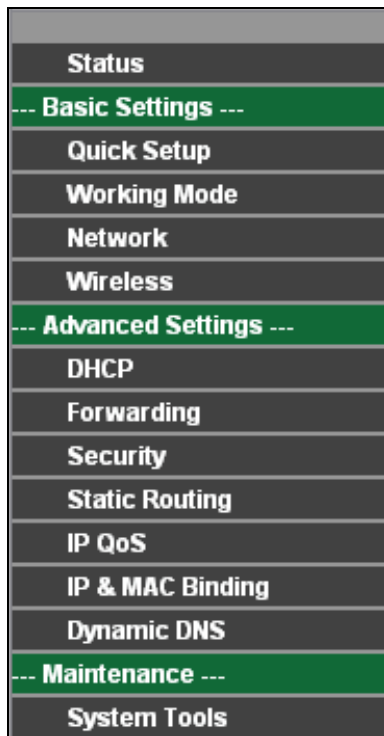 Status
--- Basic Settings ---
Quick Setup
Working Mode
Network
Wireless
--- Advanced Settings ---
DHCP
Forwarding
Security
Static Routing
IP QoS
IP & MAC Binding
Dynamic DNS
--- Maintenance ---
System Tools